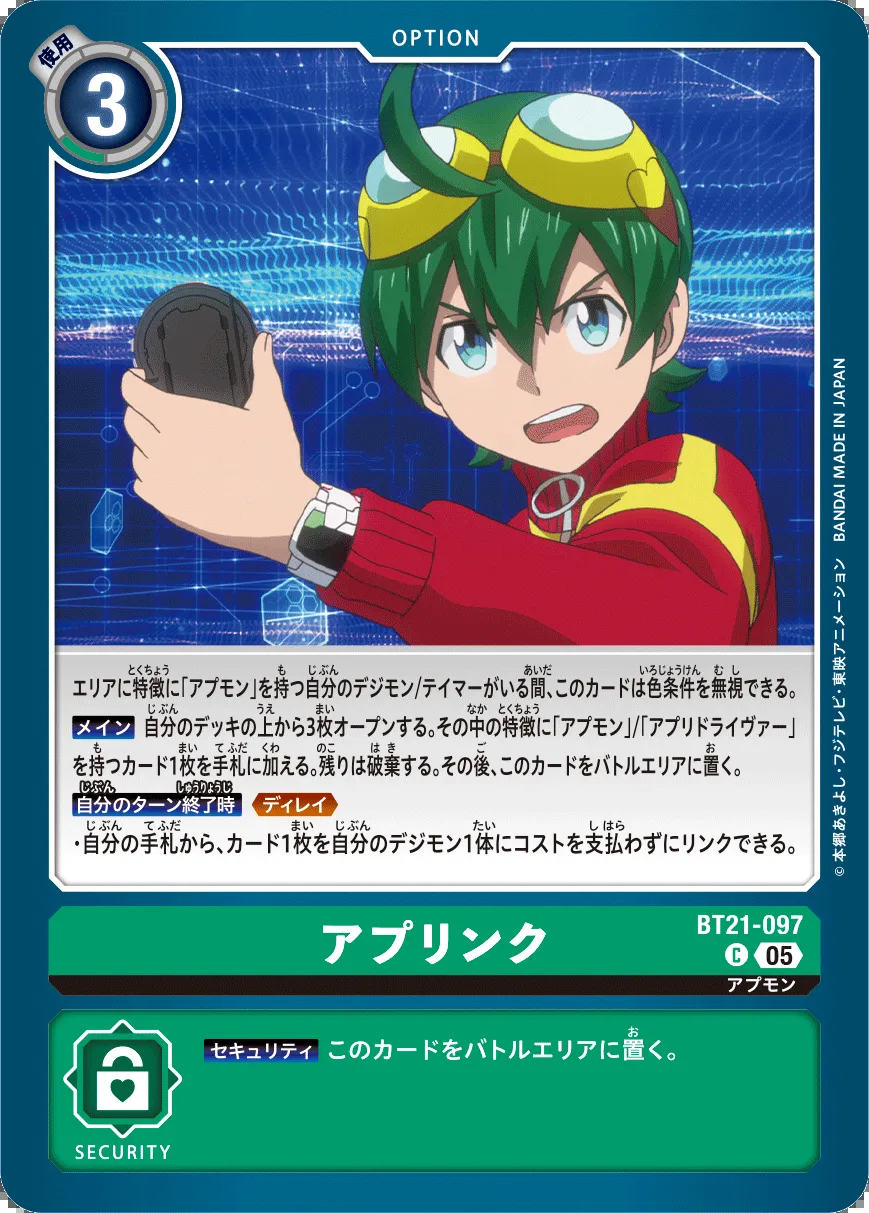 OPTION
使用
3
エリアに特徴に「アプモン」を持つ自分のデジモン/テイマーがいる間、このカードは色条件を無視できる。
メイン 自分のデッキの上から3枚オープンする。その中の特徴に「アプモン」/「アプリドライヴァー」
を持つカード1枚を手札に加える。残りは破棄する。その後、このカードをバトルエリアに置く。
自分のターン終了時 ディレイ
・自分の手札から、カード1枚を自分のデジモン1体にコストを支払わずにリンクできる。
©本郷あきよし・フジテレビ・東映アニメーション BANDAI MADE IN JAPAN
アプリンク
BT21-097
C 05
アプモン
セキュリティ このカードをバトルエリアに置く。
SECURITY